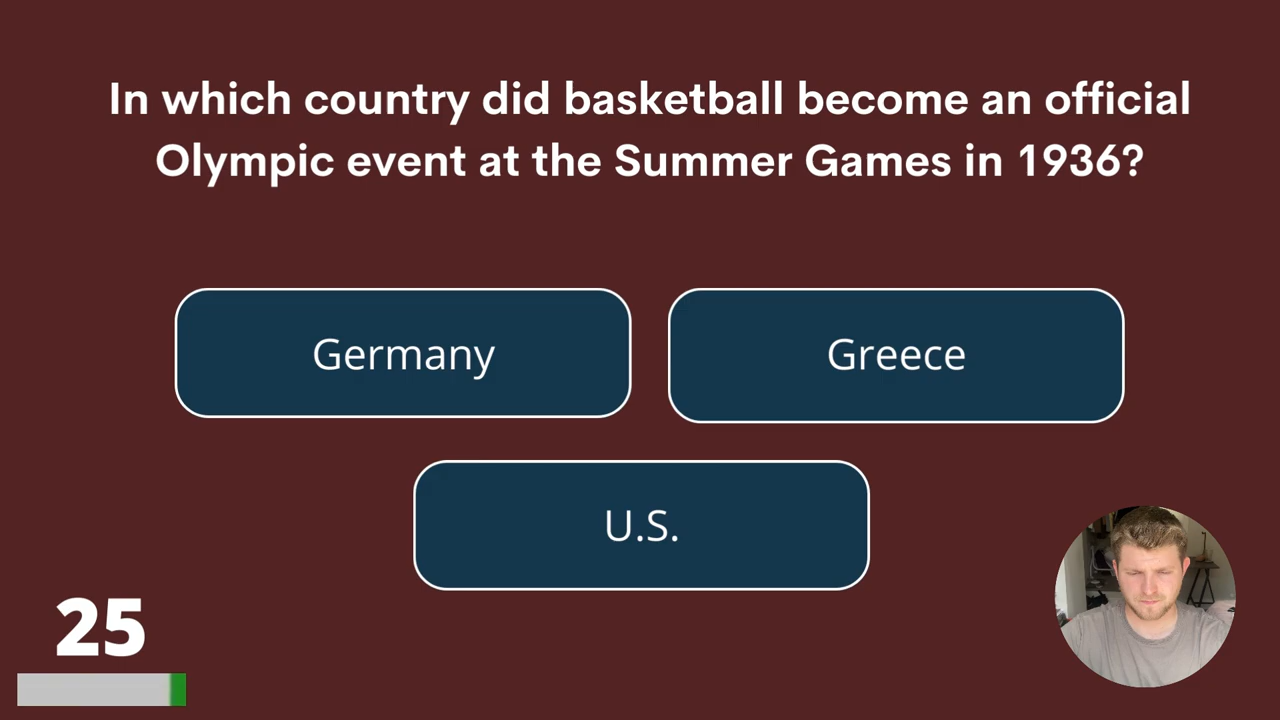 In which country did basketball become an official
Olympic event at the Summer Games in 1936?
Germany
Greece
U.S.
25